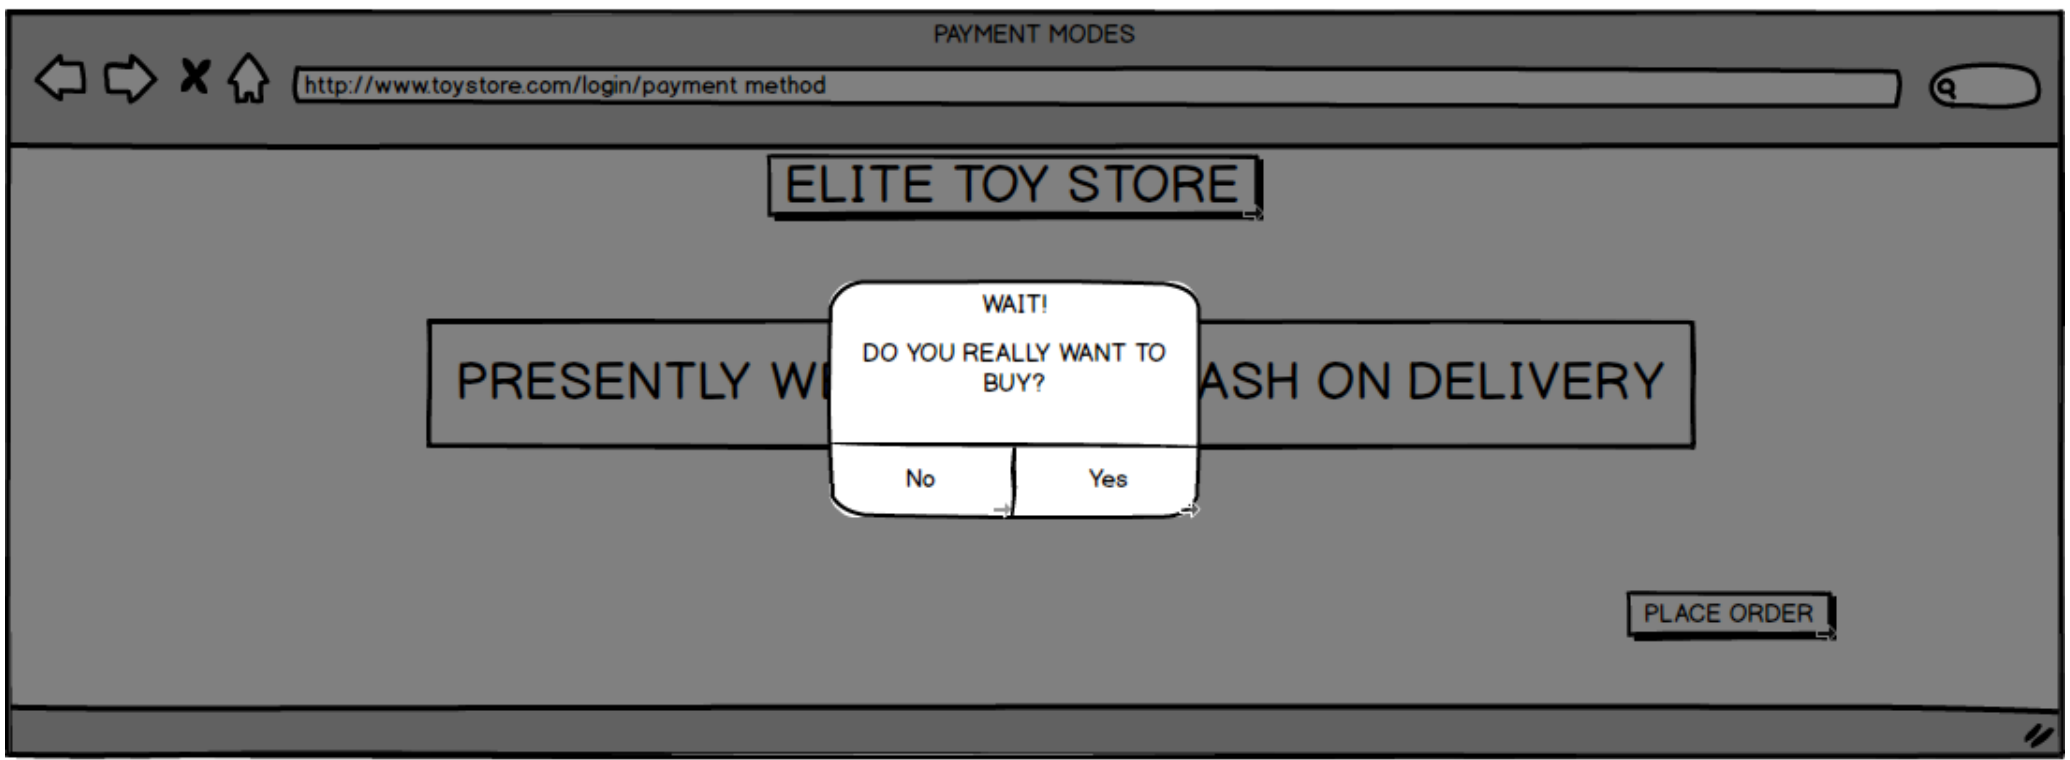 PAYMENT MODES
http://www.toystore.com/login/payment method
ELITE TOY STORE
WAIT!
DO YOU REALLY WANT TO
BUY?
PRESENTLY ON DELIVERY
No Yes
PLACE ORDER